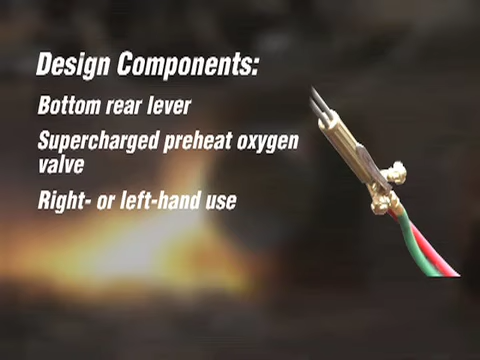 Design Components:
Bottom rear lever
Supercharged preheat oxygen
valve
Right- or left-hand use